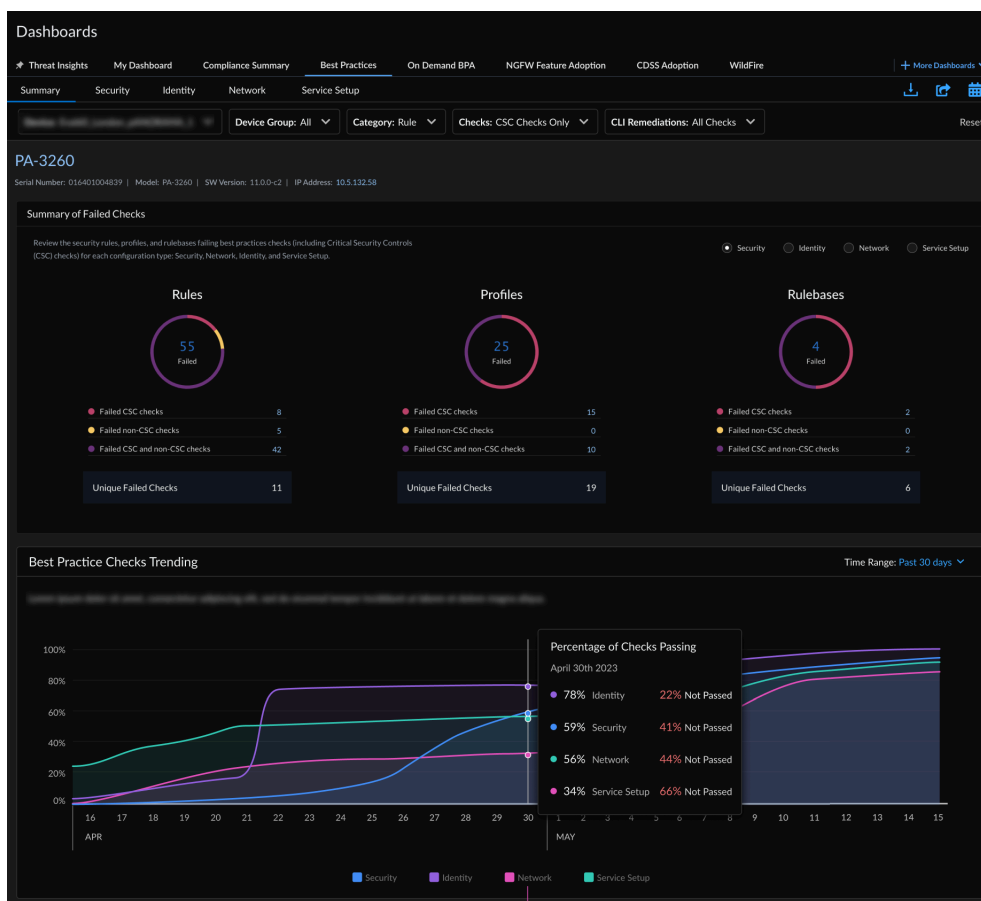 Dashboards
Threat Insights My Dashboard Compliance Summary Best Practices On Demand BPA NGFW Feature Adoption CDSS Adoption WildFire + More Dashboards
Summary Security Identity Network Service Setup
Device Group: All Category: Rule Checks: CSC Checks Only CLI Remediations: All Checks Reset
PA-3260
Serial Number: 016401004839 | Model: PA-3260 | SW Version: 11.0.0-c2 | IP Address: 10.5.132.58
Summary of Failed Checks
Review the security rules, profiles, and rulebases failing best practices checks (including Critical Security Controls
(CSC) checks) for each configuration type: Security, Network, Identity, and Service Setup.
Security Identity Network Service Setup
Rules Profiles Rulebases
55 25 4
Failed Failed Failed
Failed CSC checks 8 Failed CSC checks 15 Failed CSC checks 2
Failed non-CSC checks 5 Failed non-CSC checks 0 Failed non-CSC checks 0
Failed CSC and non-CSC checks 42 Failed CSC and non-CSC checks 10 Failed CSC and non-CSC checks 2
Unique Failed Checks 11 Unique Failed Checks 19 Unique Failed Checks 6
Best Practice Checks Trending Time Range: Past 30 days
Percentage of Checks Passing
April 30th 2023
78% Identity 22% Not Passed
59% Security 41% Not Passed
56% Network 44% Not Passed
34% Service Setup 66% Not Passed
100%
80%
60%
40%
20%
0%
16 17 18 19 20 21 22 23 24 25 26 27 28 29 30 1 2 3 4 5 6 7 8 9 10 11 12 13 14 15
APR MAY
Security Identity Network Service Setup